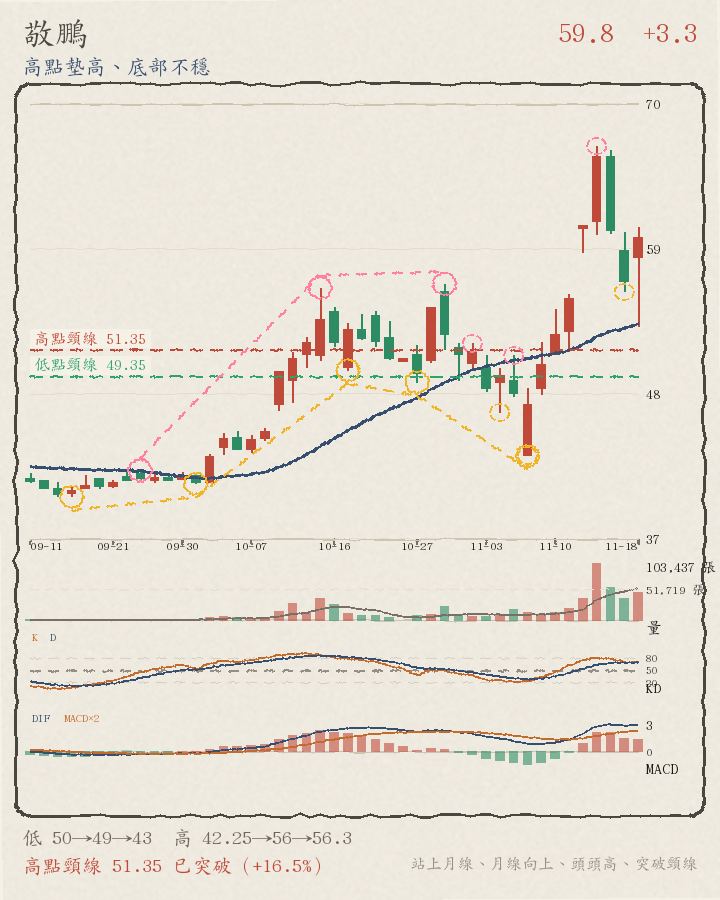 敬鵬
59.8 +3.3
高點墊高、底部不穩
70
59
高點頸線 51.35
低點頸線 49.35
48
37
09-11 09-21 09-30 10-07 10-16 10-27 11-03 11-10 11-18
103,437 張
51,719 張
量
K D
80
50
20
KD
DIF MACD×2
3
0
MACD
低 50→49→43 高 42.25→56→56.3
高點頸線 51.35 已突破 (+16.5%)
站上月線、月線向上、頭頭高、突破頸線